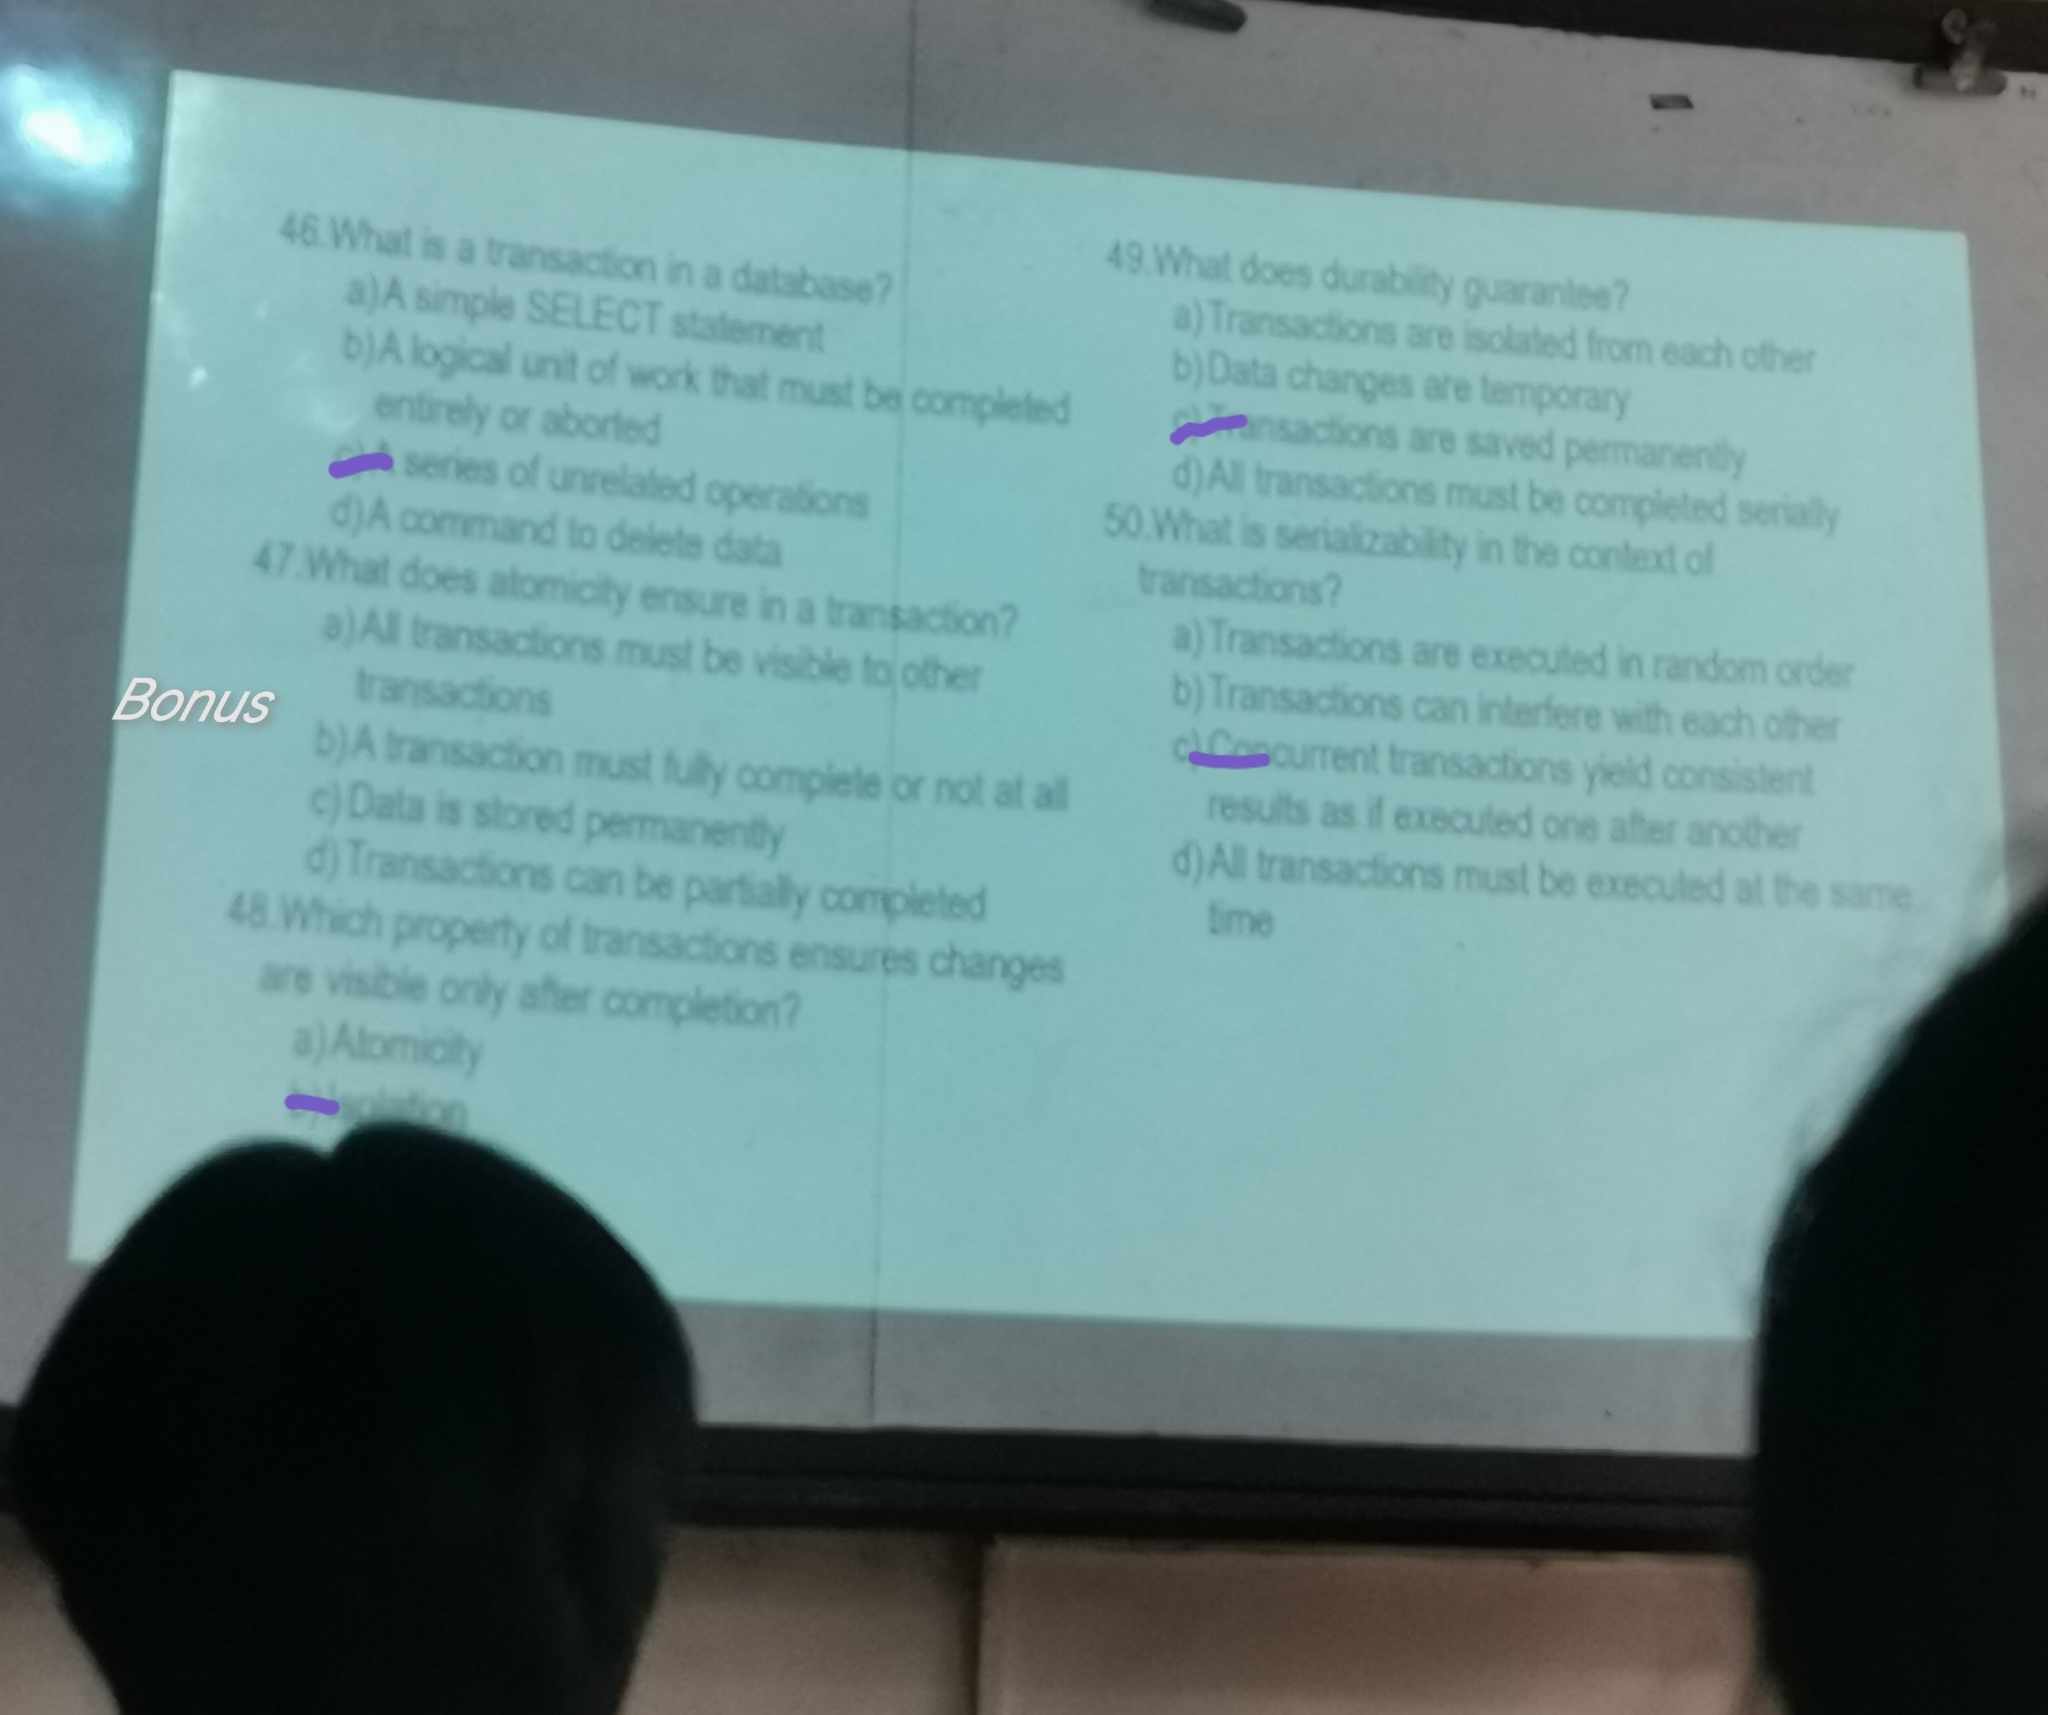 46.What is a transaction in a database?
a)A simple SELECT statement
b)A logical unit of work that must be completed
entirely or aborted
c)A series of unrelated operations
d)A command to delete data
47.What does atomicity ensure in a transaction?
a)All transactions must be visible to other
transactions
b)A transaction must fully complete or not at all
c)Data is stored permanently
d)Transactions can be partially completed
48.Which property of transactions ensures changes
are visible only after completion?
a)Atomicity
b)Isolation
Bonus
49.What does durability guarantee?
a)Transactions are isolated from each other
b)Data changes are temporary
c)Transactions are saved permanently
d)All transactions must be completed serially
50.What is serializability in the context of
transactions?
a)Transactions are executed in random order
b)Transactions can interfere with each other
c)Concurrent transactions yield consistent
results as if executed one after another
d)All transactions must be executed at the same
time